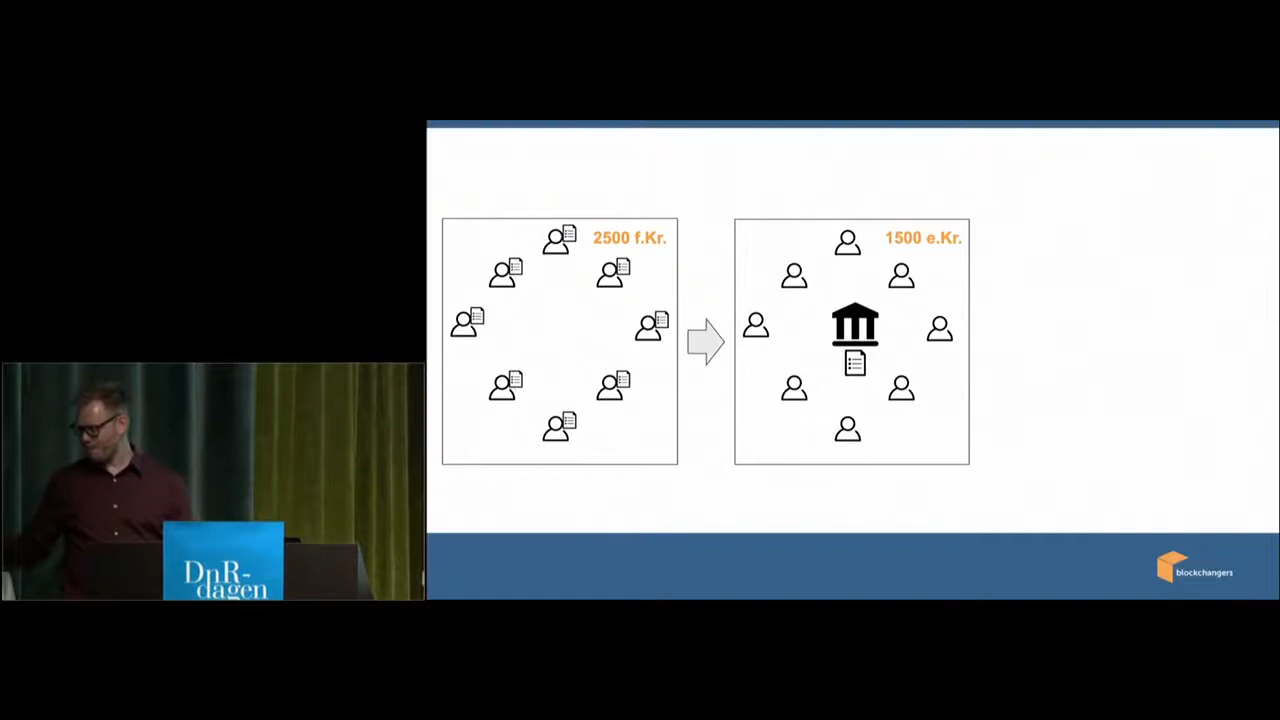 2500 f.Kr.
1500 e.Kr.
DnR-
dagen
blockchangers